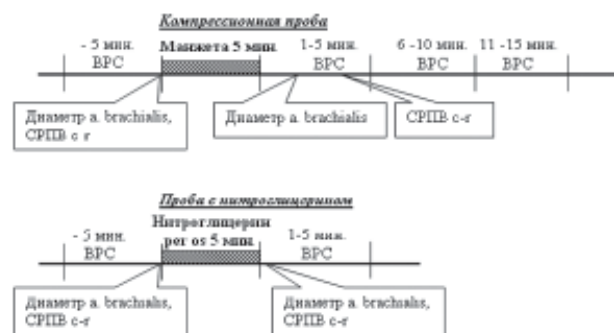 Компрессионная проба
- 5 мин. Манжета 5 мин. 1-5 мин. 6 -10 мин. 11 -15 мин.
ВРС ВРС ВРС ВРС
Диаметр a. brachialis,
СРПВ c-r
Диаметр a. brachialis
СРПВ c-r
Проба с нитроглицерином
Нитроглицерин
- 5 мин. per os 5 мин. 1-5 мин.
ВРС ВРС
Диаметр a. brachialis,
СРПВ c-r
Диаметр a. brachialis,
СРПВ c-r